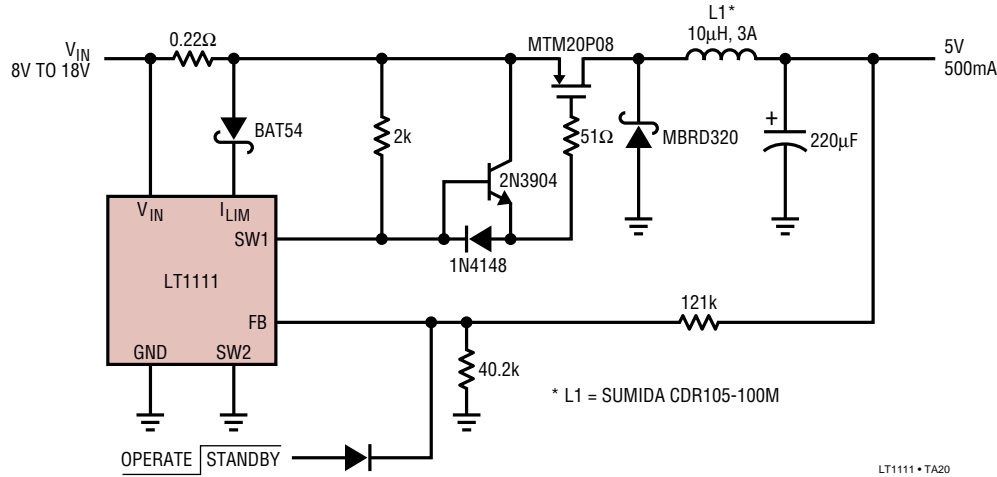 L1*
10µH, 3A
V_IN
8V TO 18V
0.22Ω
MTM20P08
5V
500mA
BAT54
2k
51Ω
MBRD320
+
220µF
2N3904
V_IN
I_LIM
SW1
1N4148
LT1111
121k
FB
GND
SW2
40.2k
* L1 = SUMIDA CDR105-100M
OPERATE STANDBY
LT1111 • TA20